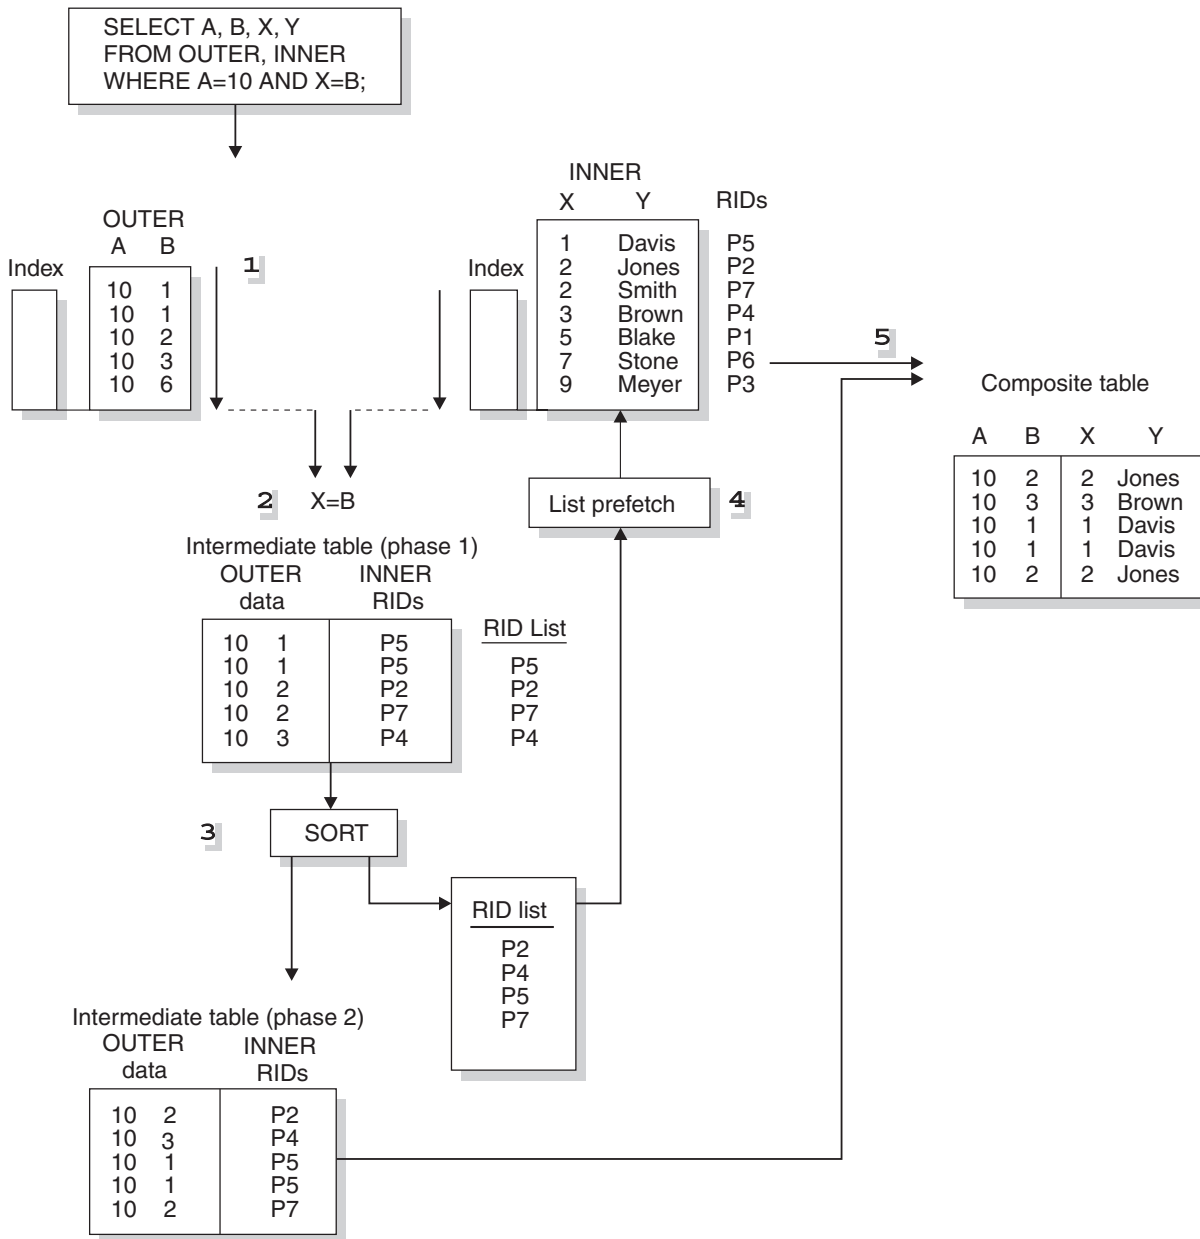 SELECT A, B, X, Y
FROM OUTER, INNER
WHERE A=10 AND X=B;
OUTER
A B
Index
10 1
10 1
10 2
10 3
10 6
1
INNER
X Y RIDs
Index
1 Davis P5
2 Jones P2
2 Smith P7
3 Brown P4
5 Blake P1
7 Stone P6
9 Meyer P3
5
Composite table
A B X Y
10 2 2 Jones
10 3 3 Brown
10 1 1 Davis
10 1 1 Davis
10 2 2 Jones
2 X=B
List prefetch
4
Intermediate table (phase 1)
OUTER INNER
data RIDs
RID List
10 1 P5 P5
10 1 P5 P2
10 2 P2 P7
10 2 P7 P4
10 3 P4
3
SORT
RID list
P2
P4
P5
P7
Intermediate table (phase 2)
OUTER INNER
data RIDs
10 2 P2
10 3 P4
10 1 P5
10 1 P5
10 2 P7